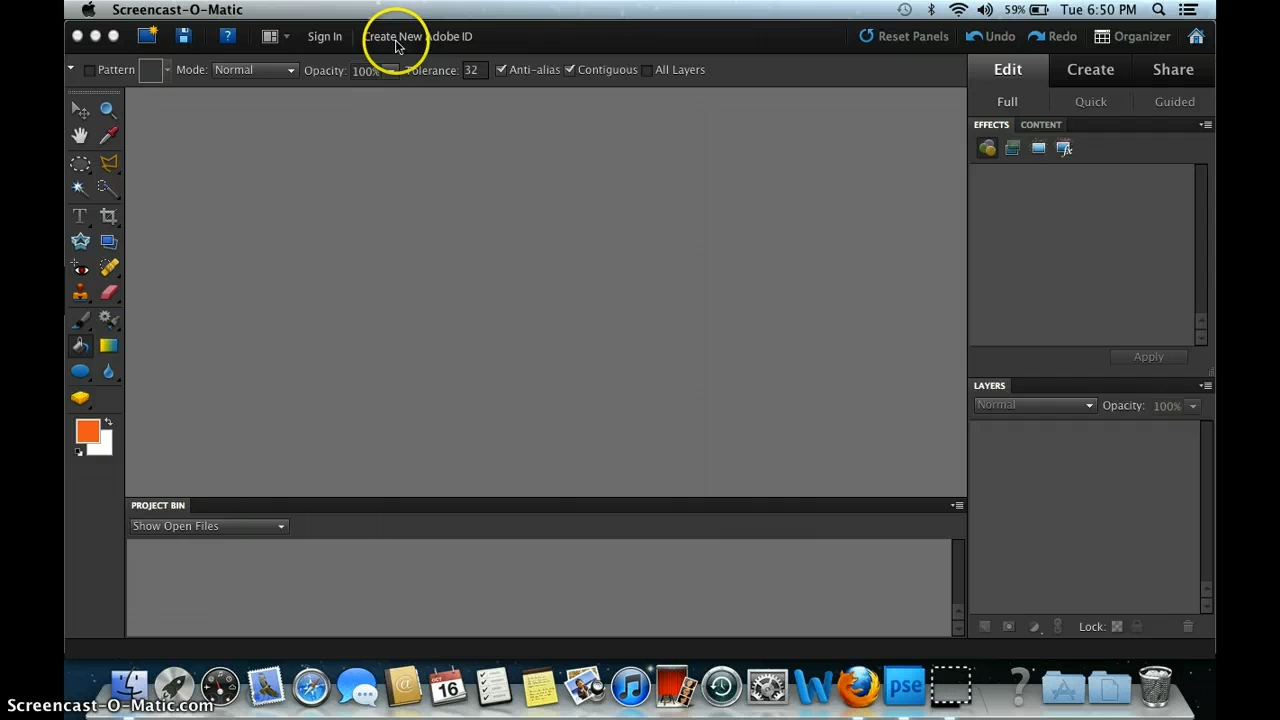 Screencast-O-Matic 59% Tue 6:50 PM
? Sign In Create New Adobe ID Reset Panels Undo Redo Organizer
Pattern Mode: Normal Opacity: 100% Tolerance: 32 Anti-alias Contiguous All Layers
Edit Create Share
Full Quick Guided
EFFECTS CONTENT
fx
T
Apply
LAYERS
Normal Opacity: 100%
PROJECT BIN
Show Open Files
Lock:
OCT 16 W pse ?
Screencast-O-Matic.com